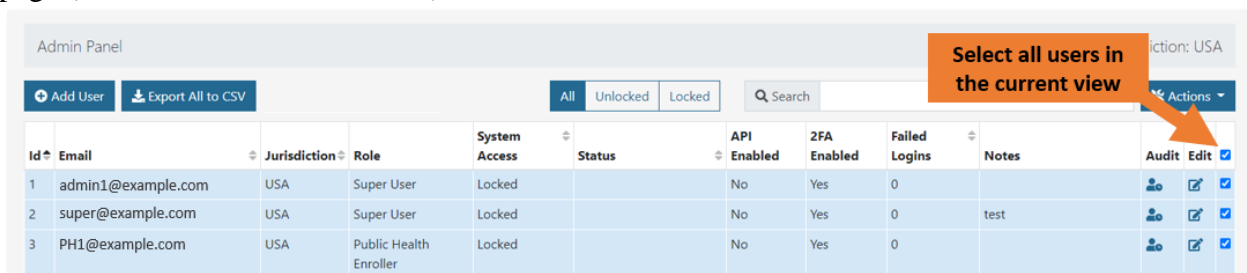 Admin Panel
iction: USA
Select all users in
the current view
Add User
Export All to CSV
All
Unlocked
Locked
Search
Actions
Id Email Jurisdiction Role System Access Status API Enabled 2FA Enabled Failed Logins Notes Audit Edit
1 admin1@example.com USA Super User Locked No Yes 0
2 super@example.com USA Super User Locked No Yes 0 test
3 PH1@example.com USA Public Health Enroller Locked No Yes 0